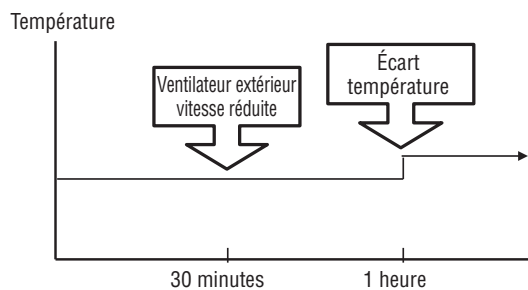 Température
Ventilateur extérieur
vitesse réduite
Écart
température
30 minutes
1 heure